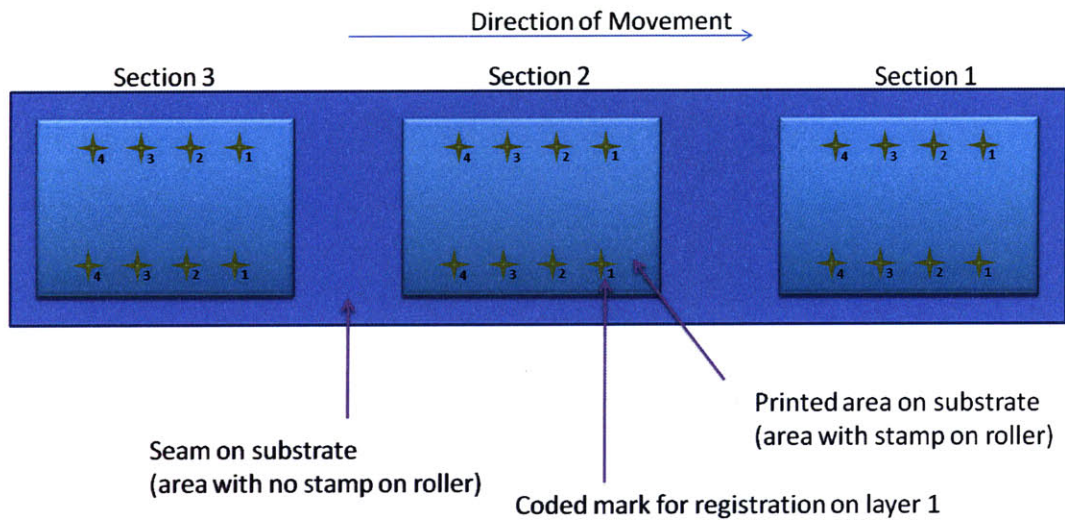 Direction of Movement
Section 3 Section 2 Section 1
4 3 2 1 4 3 2 1 4 3 2 1
4 3 2 1 4 3 2 1 4 3 2 1
Printed area on substrate
(area with stamp on roller)
Seam on substrate
(area with no stamp on roller)
Coded mark for registration on layer 1